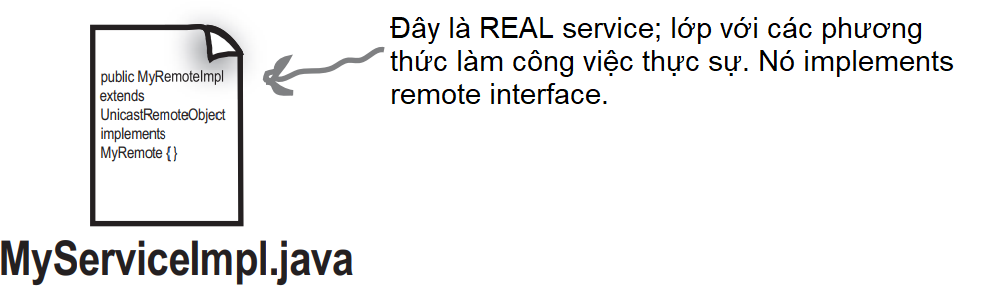 Đây là REAL service; lớp với các phương
thức làm công việc thực sự. Nó implements
remote interface.
public MyRemoteImpl
extends
UnicastRemoteObject
implements
MyRemote { }
MyServiceImpl.java